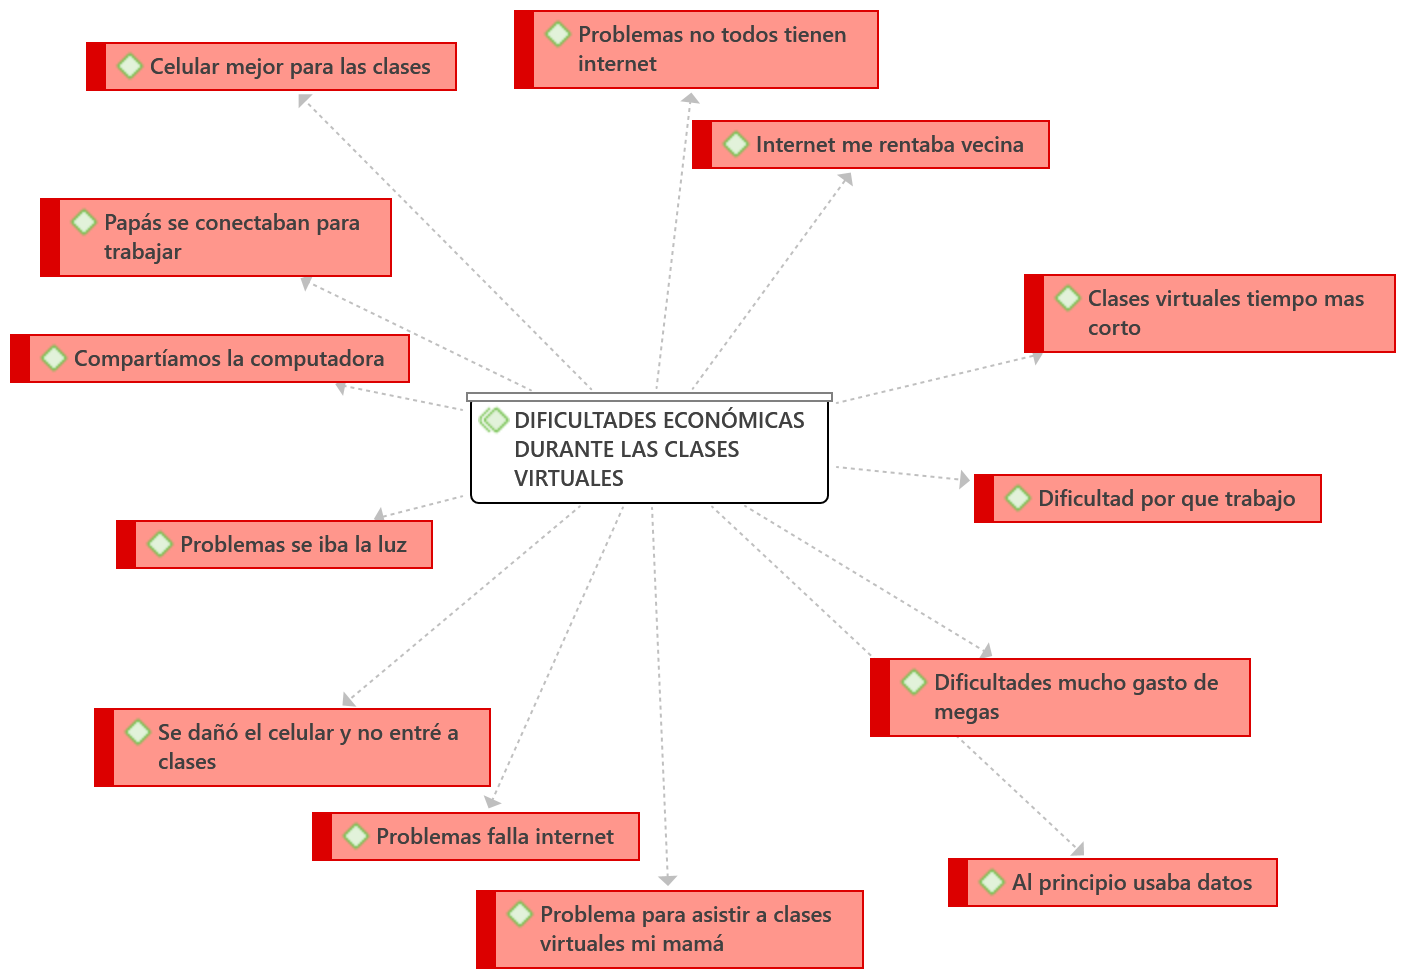 Problemas no todos tienen
internet
Celular mejor para las clases
Internet me rentaba vecina
Papás se conectaban para
trabajar
Clases virtuales tiempo mas
corto
Compartíamos la computadora
DIFICULTADES ECONÓMICAS
DURANTE LAS CLASES
VIRTUALES
Dificultad por que trabajo
Problemas se iba la luz
Dificultades mucho gasto de
megas
Se dañó el celular y no entré a
clases
Problemas falla internet
Al principio usaba datos
Problema para asistir a clases
virtuales mi mamá